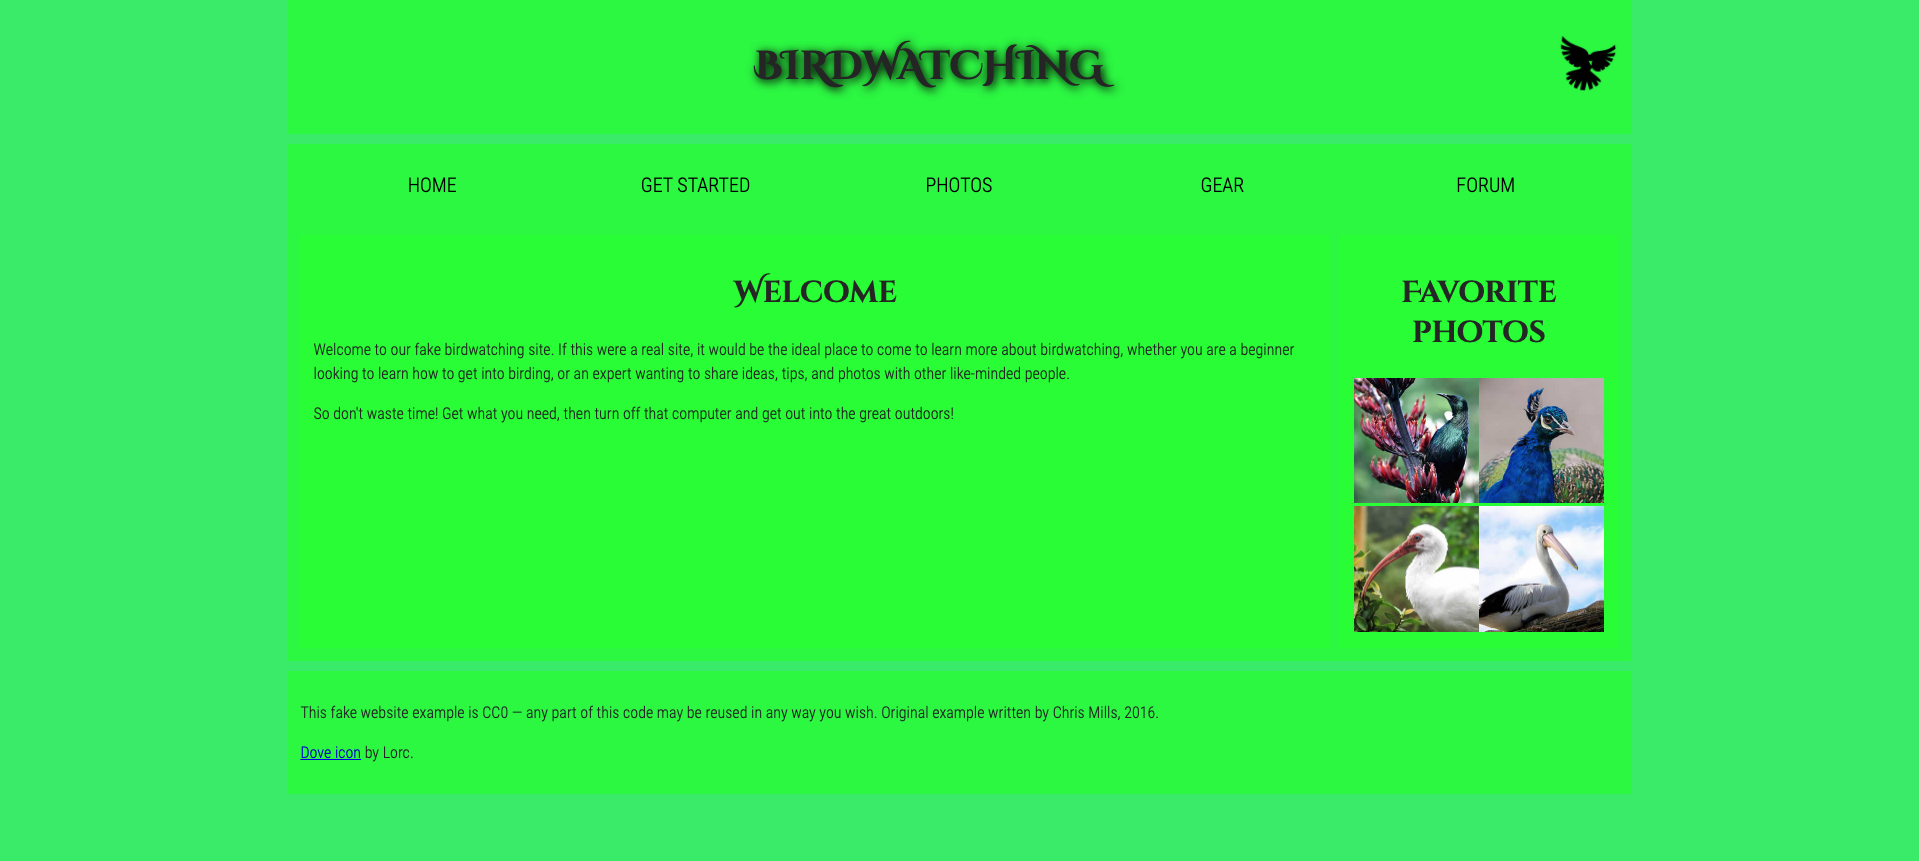 BIRDWATCHING
HOME
GET STARTED
PHOTOS
GEAR
FORUM
Welcome
Welcome to our fake birdwatching site. If this were a real site, it would be the ideal place to come to learn more about birdwatching, whether you are a beginner
looking to learn how to get into birding, or an expert wanting to share ideas, tips, and photos with other like-minded people.
So don't waste time! Get what you need, then turn off that computer and get out into the great outdoors!
Favorite
photos
This fake website example is CC0 — any part of this code may be reused in any way you wish. Original example written by Chris Mills, 2016.
Dove icon by Lorc.